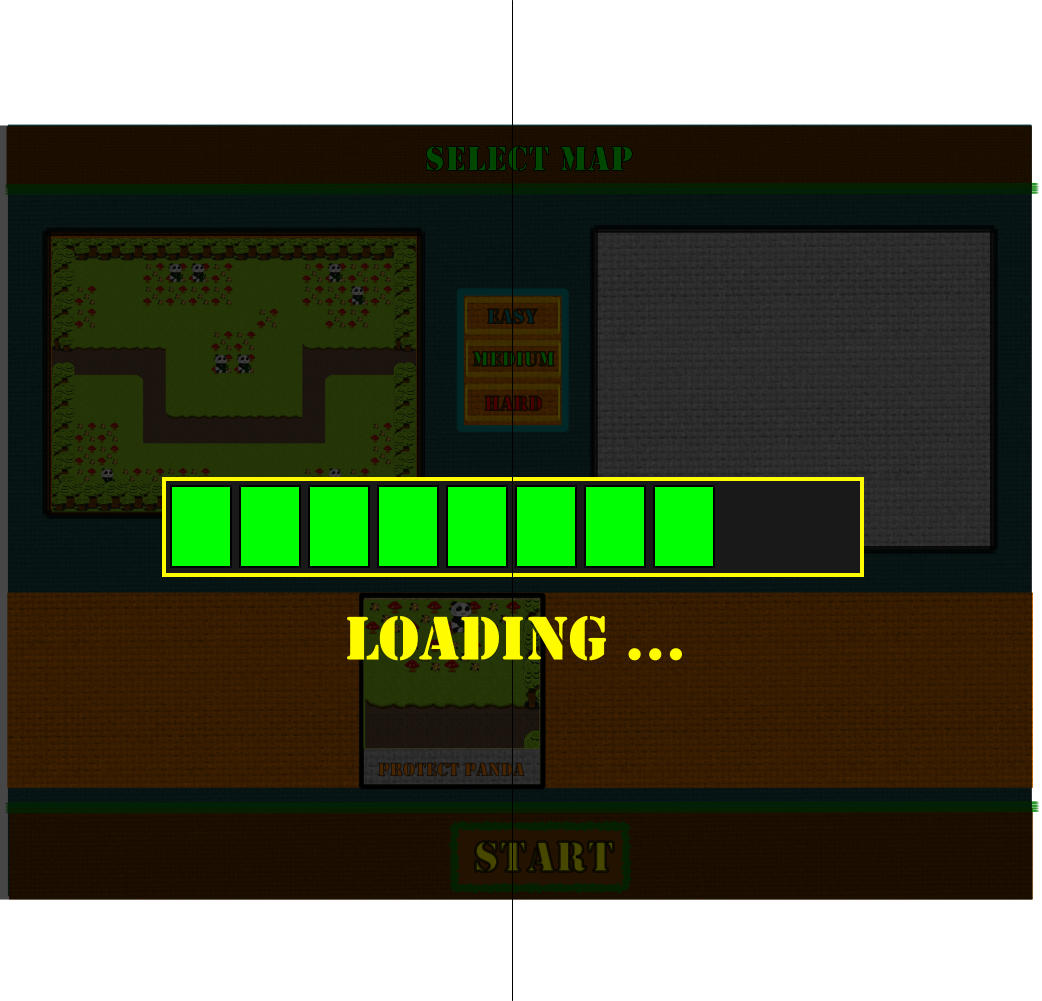 SELECT MAP
EASY
MEDIUM
HARD
LOADING ...
PROTECT PANDA
START